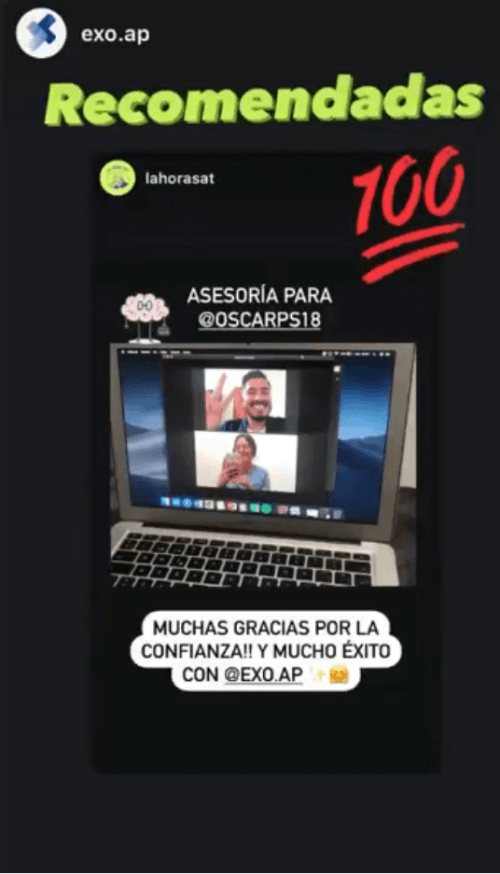 exo.ap
Recomendadas
lahorasat
100
ASESORÍA PARA
@OSCARPS18
MUCHAS GRACIAS POR LA
CONFIANZA!! Y MUCHO ÉXITO
CON @EXO.AP